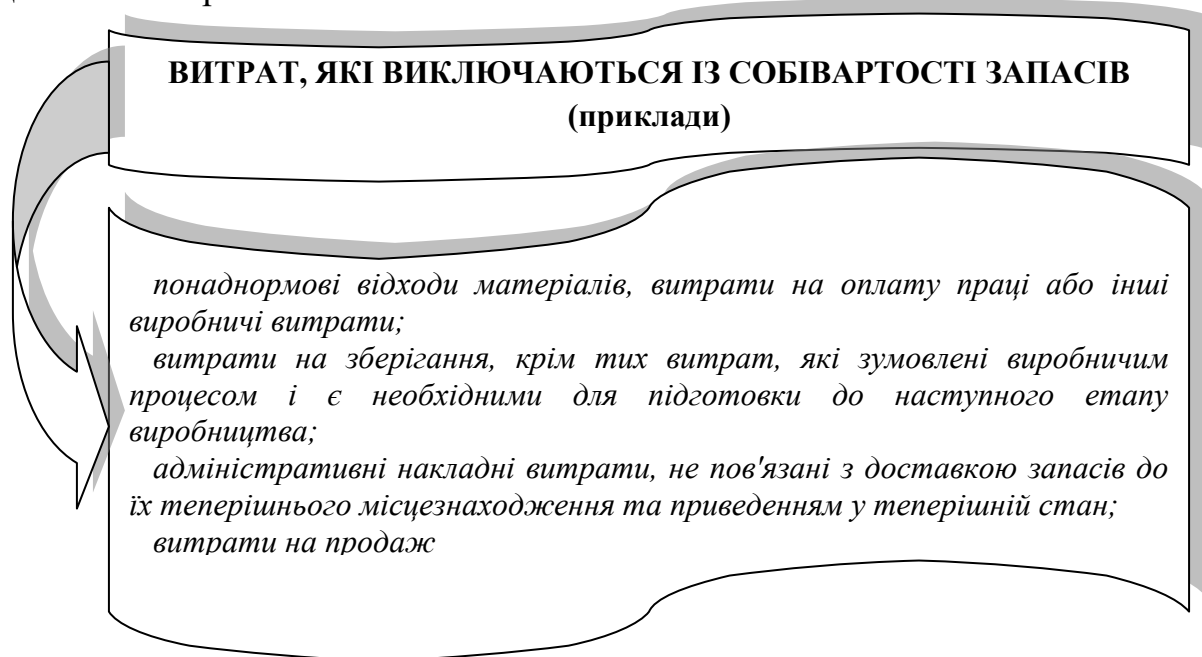 ВИТРАТ, ЯКІ ВИКЛЮЧАЮТЬСЯ ІЗ СОБІВАРТОСТІ ЗАПАСІВ
(приклади)
понаднормові відходи матеріалів, витрати на оплату праці або інші
виробничі витрати;
витрати на зберігання, крім тих витрат, які зумовлені виробничим
процесом і є необхідними для підготовки до наступного етапу
виробництва;
адміністративні накладні витрати, не пов'язані з доставкою запасів до
їх теперішнього місцезнаходження та приведенням у теперішній стан;
витрати на продаж